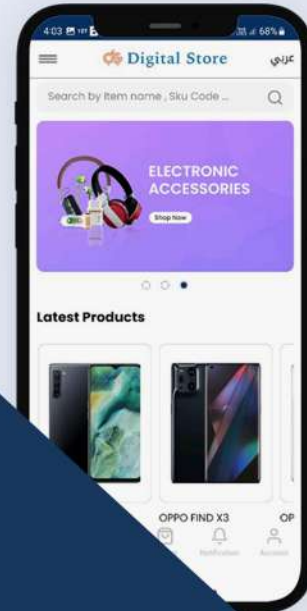 4:03
68%
Digital Store
عربي
Search by Item name , Sku Code ...
ELECTRONIC
ACCESSORIES
Shop Now
Latest Products
OPPO FIND X3
OP
Notification
Account